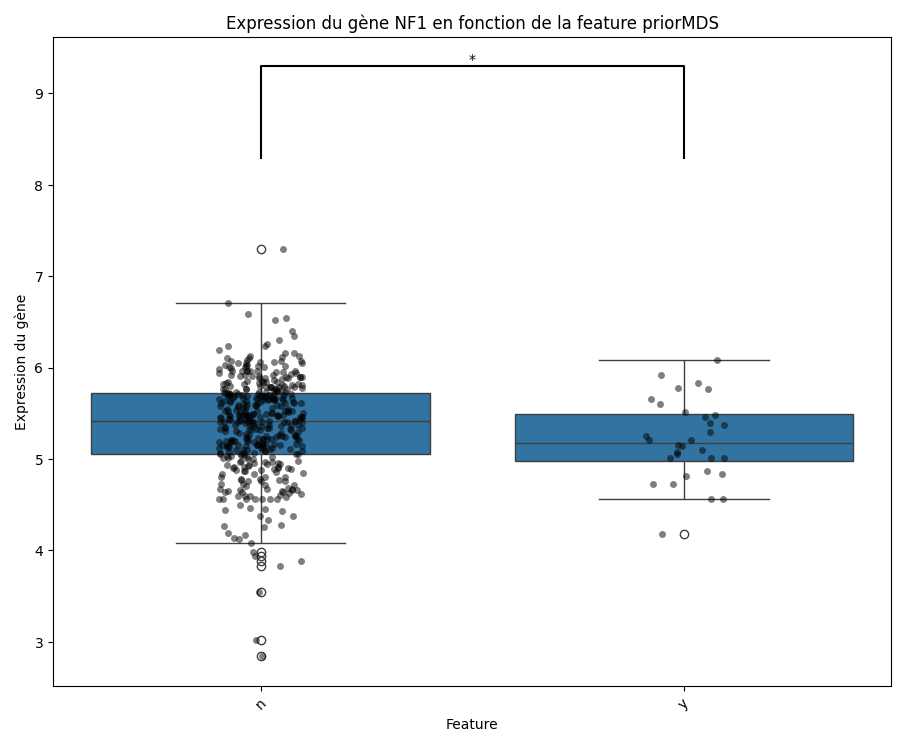 Expression du gène NF1 en fonction de la feature priorMDS
*
9
8
7
6
5
4
3
Expression du gène
n
y
Feature